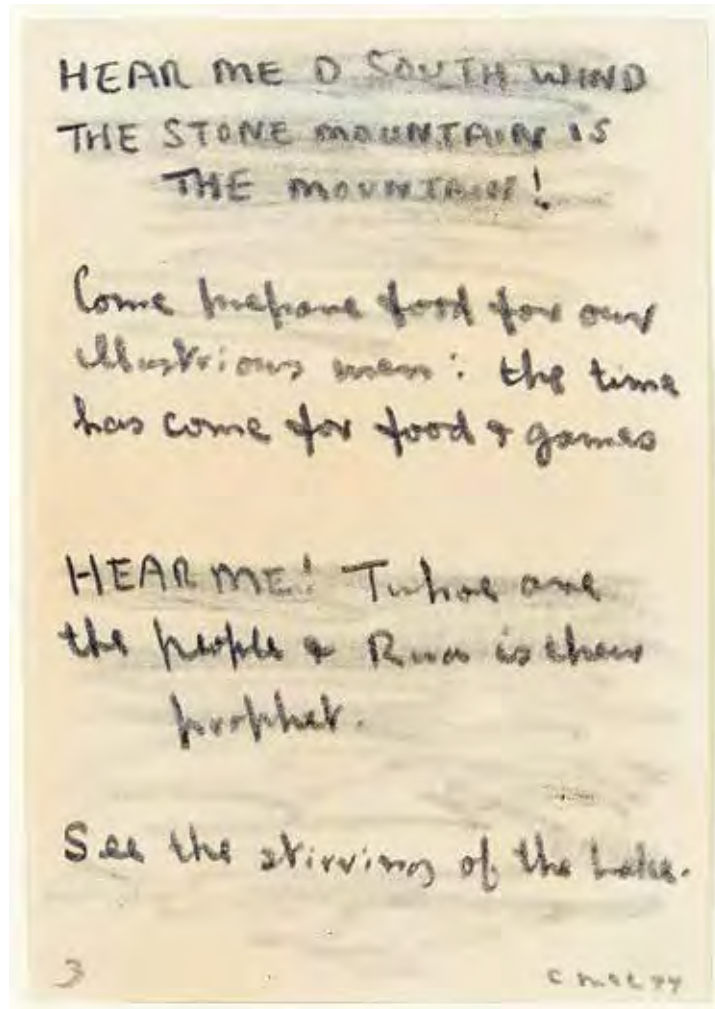 HEAR ME O SOUTH WIND
THE STONE MOUNTAIN IS
THE MOUNTAIN!
Come prepare food for our
illustrious men: the time
has come for food & games
HEAR ME! Tuhoe are
the people & Rua is their
prophet.
See the stirrings of the Lake.
3
C McC 77